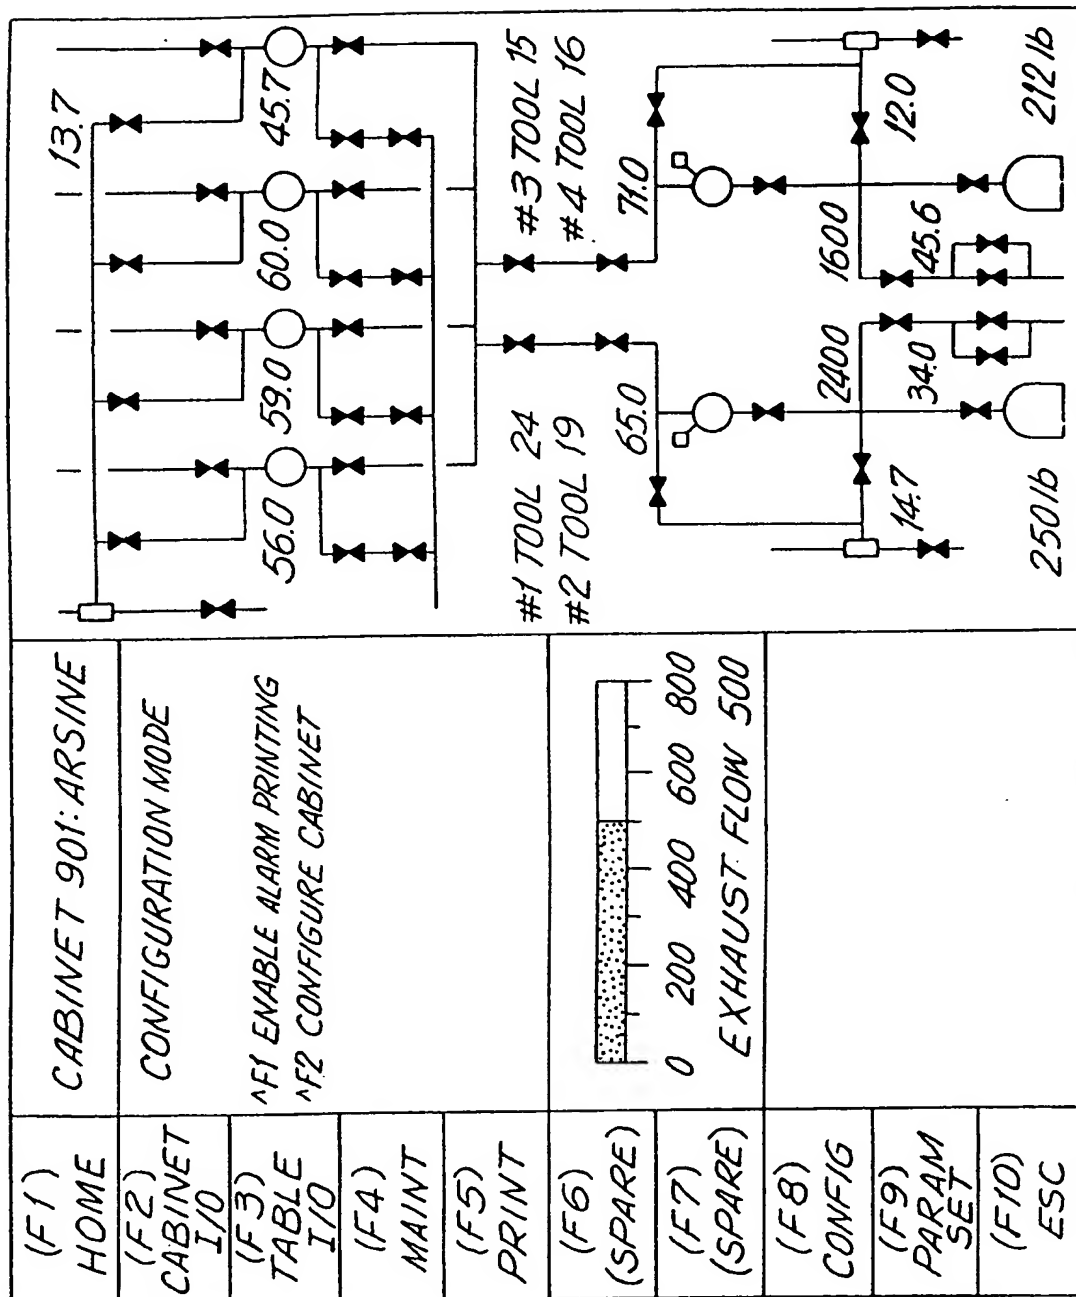 (F1)
HOME
(F2)
CABINET
I/O
(F3)
TABLE
I/O
(F4)
MAINT
(F5)
PRINT
(F6)
(SPARE)
(F7)
(SPARE)
(F8)
CONFIG
(F9)
PARAM
SET
(F10)
ESC
CABINET 901: ARSINE
CONFIGURATION MODE
^F1 ENABLE ALARM PRINTING
^F2 CONFIGURE CABINET
0 200 400 600 800
EXHAUST FLOW 500
13.7
56.0 59.0 60.0 45.7
#1 TOOL 24
#2 TOOL 19
#3 TOOL 15
#4 TOOL 16
65.0 71.0
2400 1600
14.7 34.0 45.6 12.0
250 lb 212 lb